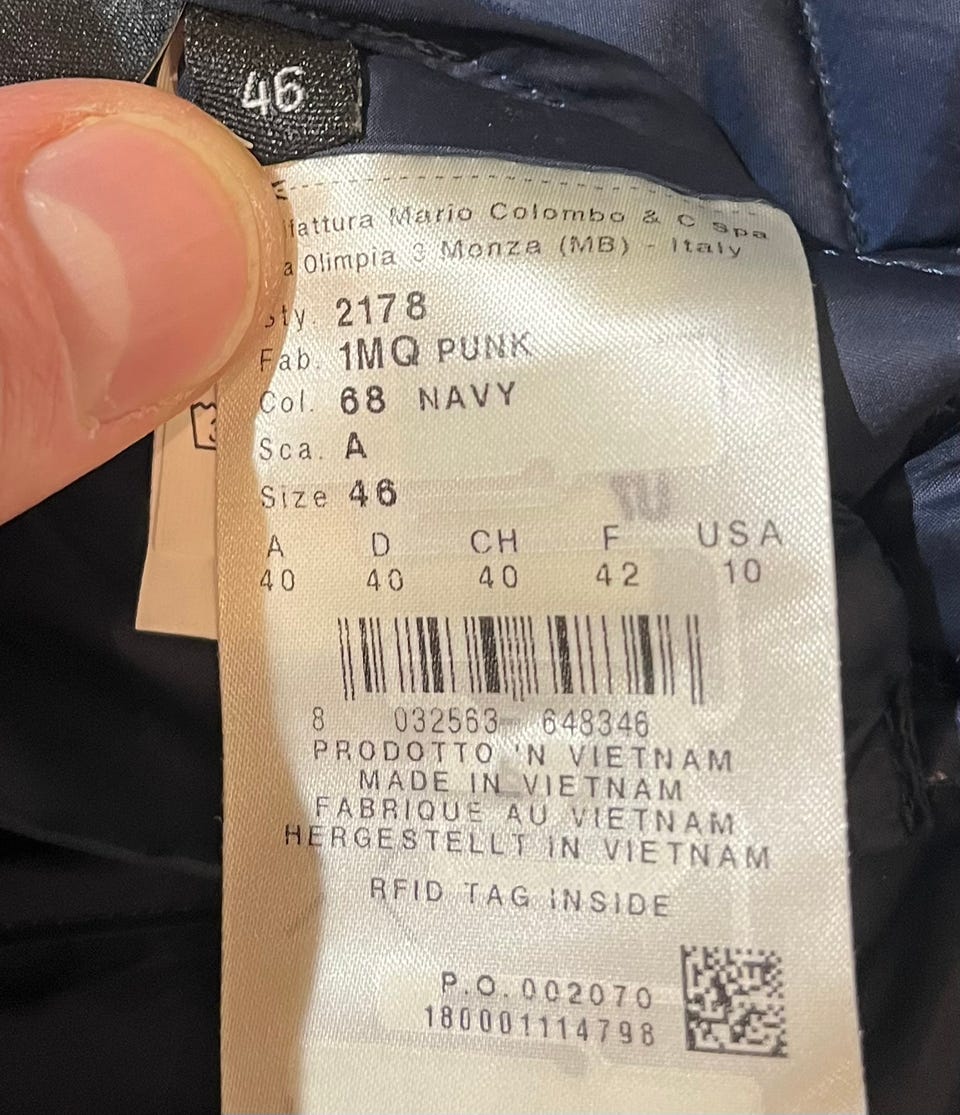 46
fattura Mario Colombo & C Spa
a Olimpia 3 Monza (MB) - Italy
ty. 2178
Fab. 1MQ PUNK
Col. 68 NAVY
Sca. A
Size 46
A D CH F USA
40 40 40 42 10
8 032563 648346
PRODOTTO IN VIETNAM
MADE IN VIETNAM
FABRIQUE AU VIETNAM
HERGESTELLT IN VIETNAM
RFID TAG INSIDE
P.O. 002070
180001114798